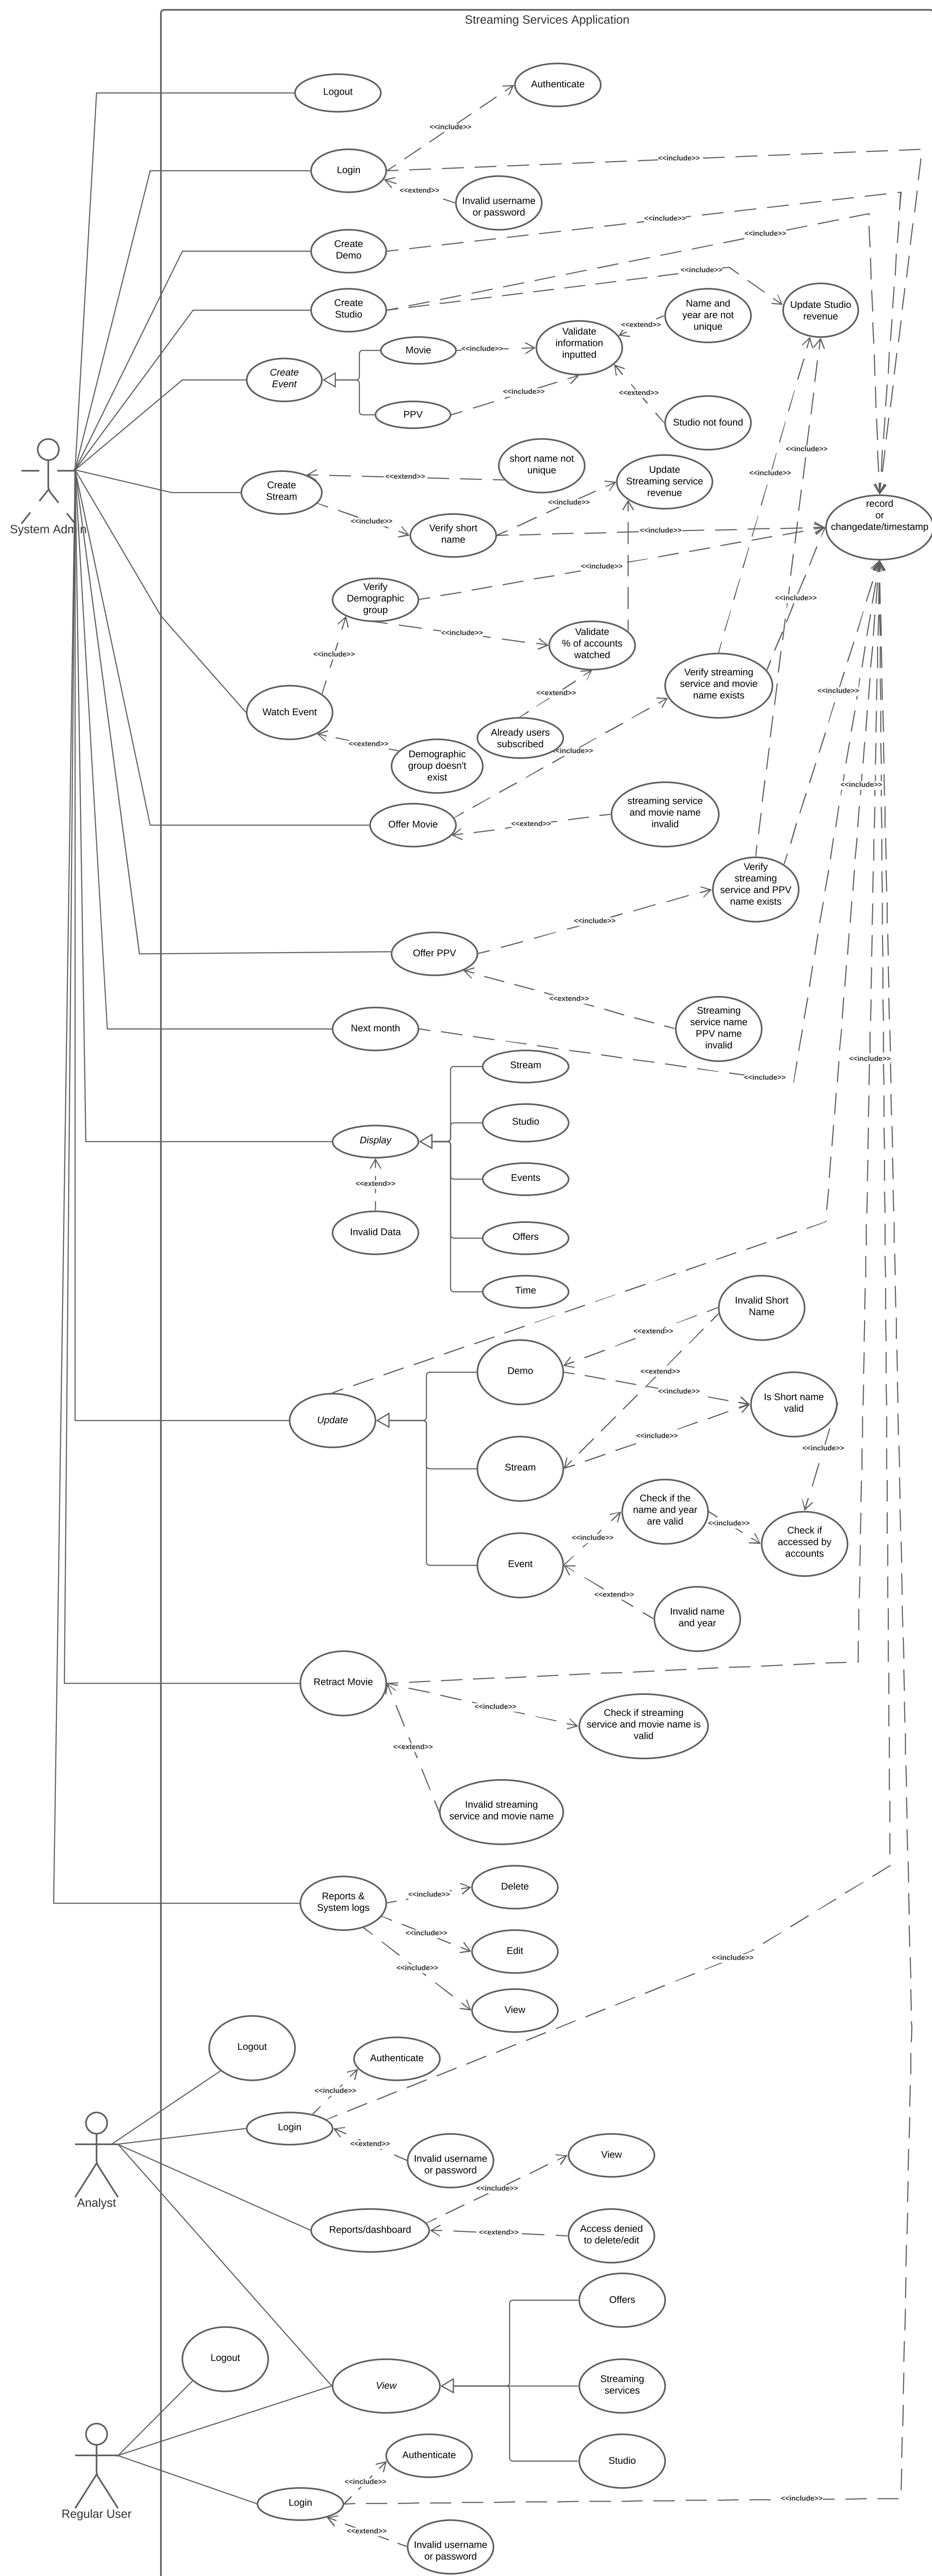 Streaming Services Application
Logout
Authenticate
<<include>>
<<include>>
Login
<<extend>>
Invalid username
or password
<<include>>
<<include>>
Create
Demo
<<include>>
Create
Studio
Name and
year are not
unique
Update Studio
revenue
<<extend>>
Validate
information
inputted
Movie
<<include>>
Create
Event
<<include>>
<<extend>>
PPV
Studio not found
<<include>>
System Admin
short name not
unique
<<extend>>
<<include>>
Update
Streaming service
revenue
Create
Stream
<<include>>
<<include>>
Verify short
name
<<include>>
record
or
changedate/timestamp
<<include>>
Verify
Demographic
group
<<include>>
<<include>>
Validate
% of accounts
watched
<<include>>
Verify streaming
service and movie
name exists
<<extend>>
<<include>>
Watch Event
Already users
subscribed
<<extend>>
<<include>>
Demographic
group doesn't
exist
<<include>>
Offer Movie
<<extend>>
streaming service
and movie name
invalid
Verify
streaming
service and PPV
name exists
<<include>>
Offer PPV
<<extend>>
Streaming
service name
PPV name
invalid
Next month
<<include>>
<<include>>
Stream
Studio
Display
Events
<<extend>>
Invalid Data
Offers
Time
Invalid Short
Name
<<extend>>
Demo
<<extend>>
<<include>>
Is Short name
valid
Update
<<include>>
<<include>>
Stream
Check if the
name and year
are valid
<<include>>
<<include>>
Check if
accessed by
accounts
Event
<<extend>>
Invalid name
and year
Retract Movie
<<include>>
Check if streaming
service and movie name is
valid
<<extend>>
Invalid streaming
service and movie name
Reports &
System logs
<<include>>
Delete
<<include>>
Edit
<<include>>
<<include>>
View
Logout
Authenticate
<<include>>
Login
<<extend>>
Invalid username
or password
View
Analyst
<<include>>
Reports/dashboard
<<extend>>
Access denied
to delete/edit
Offers
Logout
View
Streaming
services
Authenticate
Studio
Regular User
<<include>>
Login
<<include>>
<<extend>>
Invalid username
or password